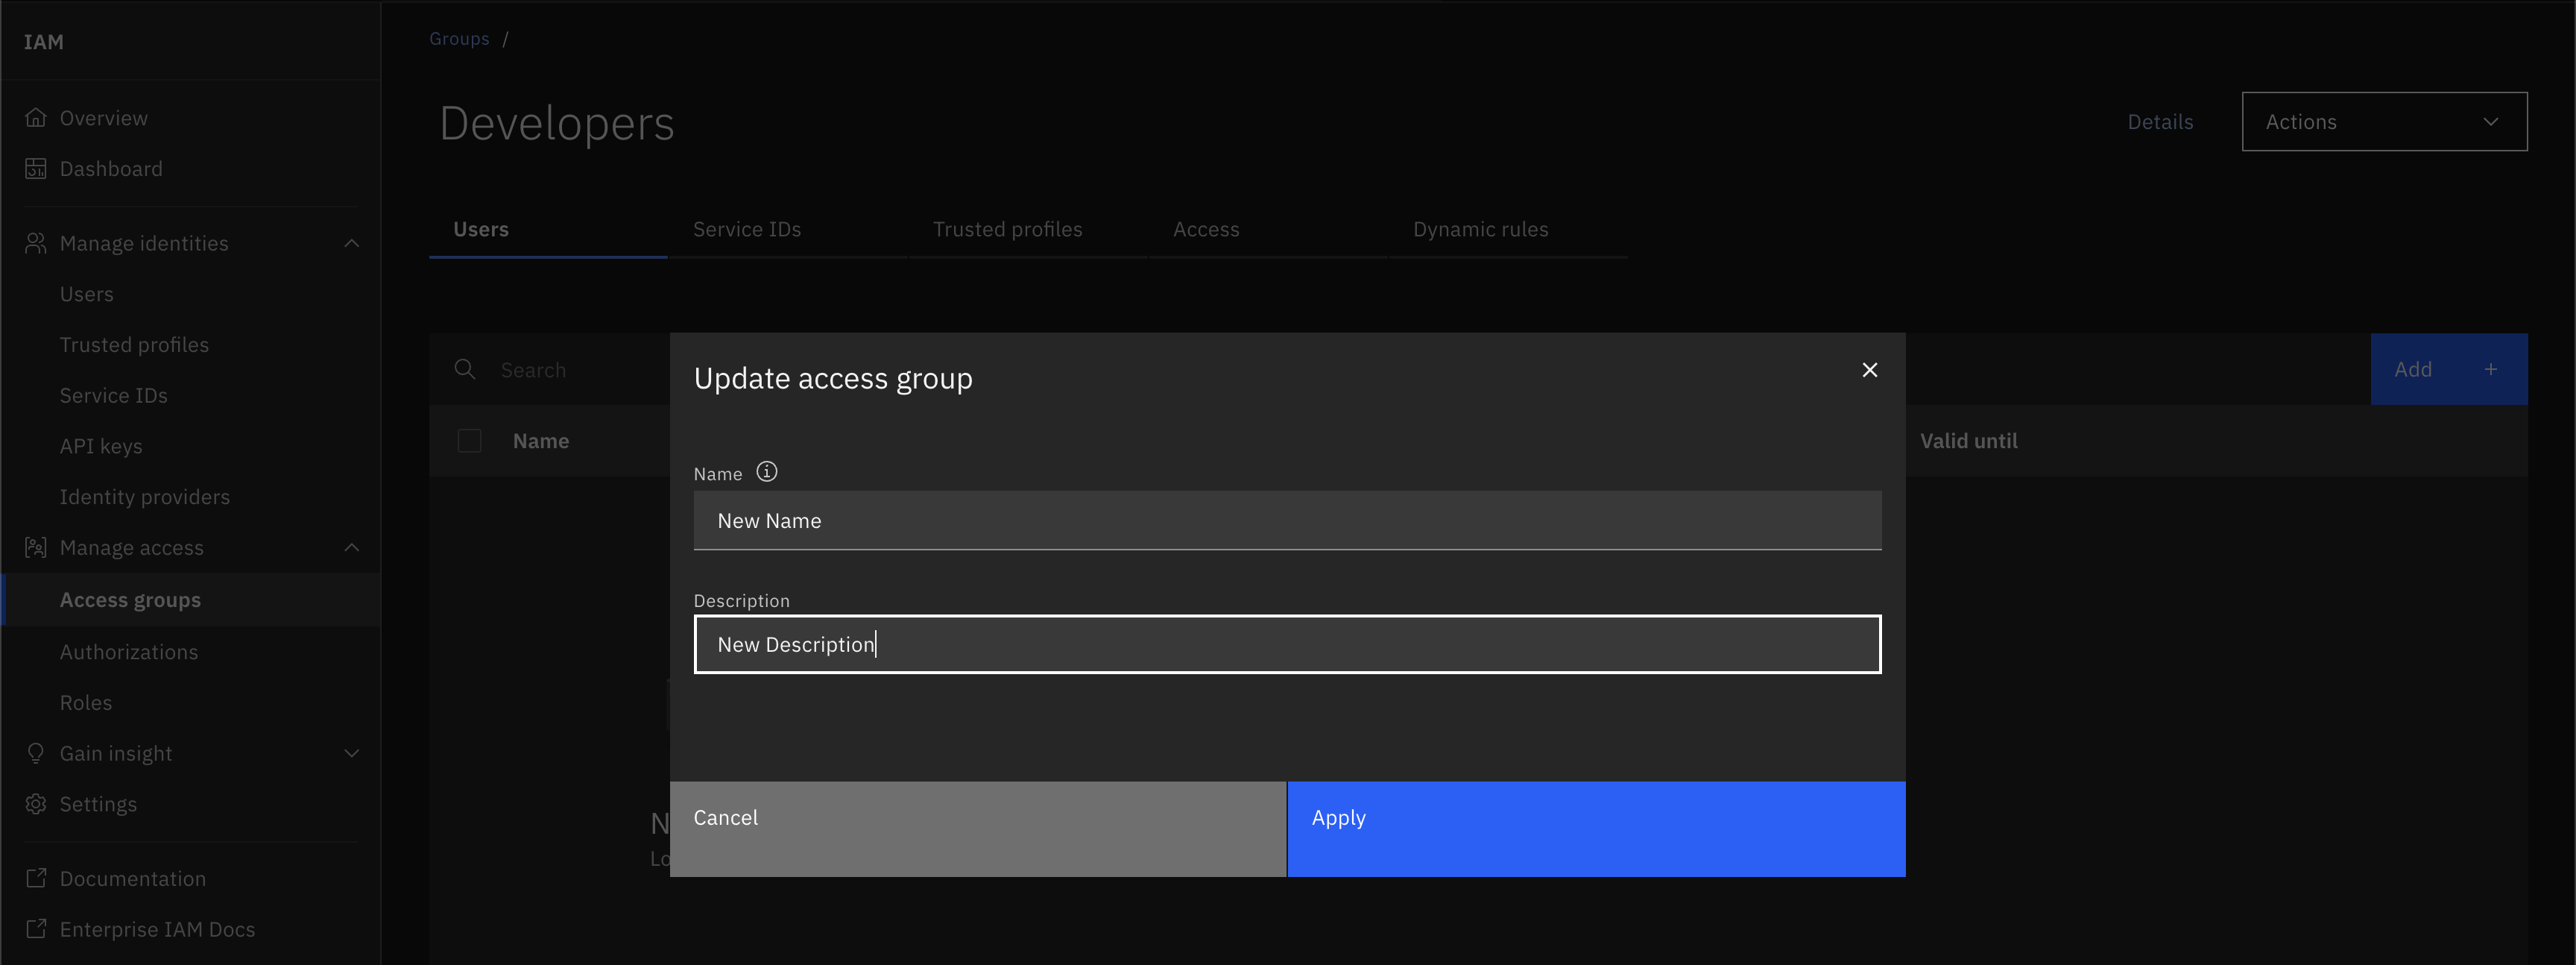 IAM
Overview
Dashboard
Manage identities
Users
Trusted profiles
Service IDs
API keys
Identity providers
Manage access
Access groups
Authorizations
Roles
Gain insight
Settings
Documentation
Enterprise IAM Docs
Groups /
Developers
Details
Actions
Users Service IDs Trusted profiles Access Dynamic rules
Search
Add +
Name Valid until
Update access group
Name
New Name
Description
New Description
Cancel Apply